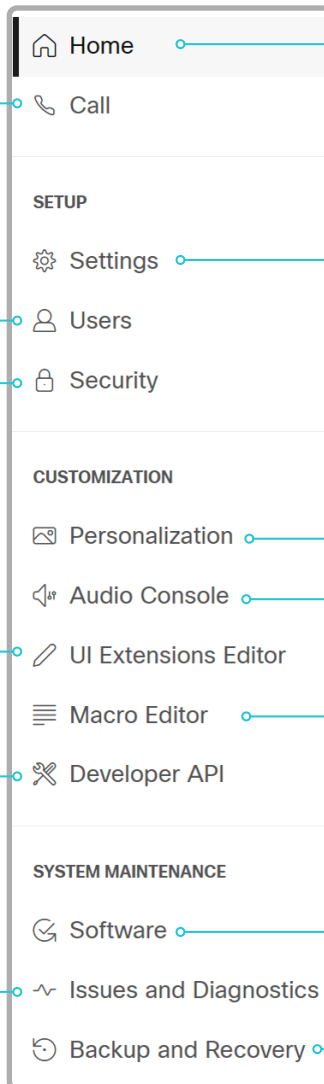 Home
Call
SETUP
Settings
Users
Security
CUSTOMIZATION
Personalization
Audio Console
UI Extensions Editor
Macro Editor
Developer API
SYSTEM MAINTENANCE
Software
Issues and Diagnostics
Backup and Recovery